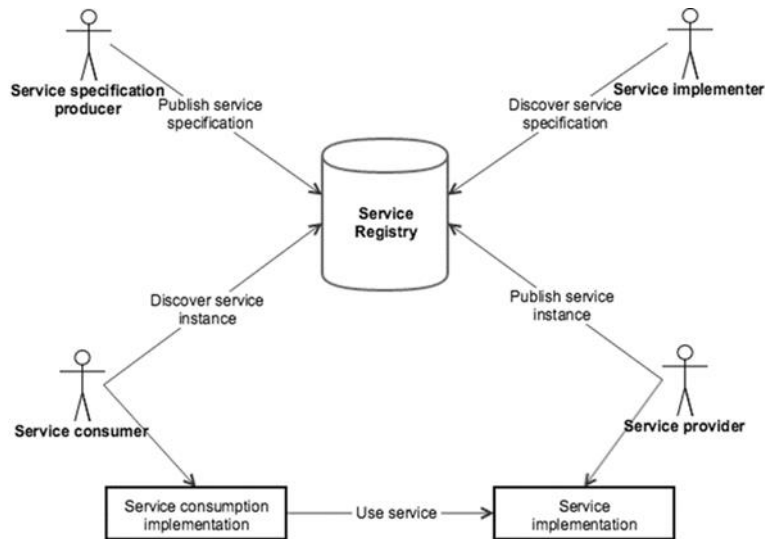 Service specification
producer
Publish service
specification
Service implementer
Discover service
specification
Service
Registry
Discover service
instance
Publish service
instance
Service consumer
Service provider
Service consumption
implementation
Use service
Service
implementation